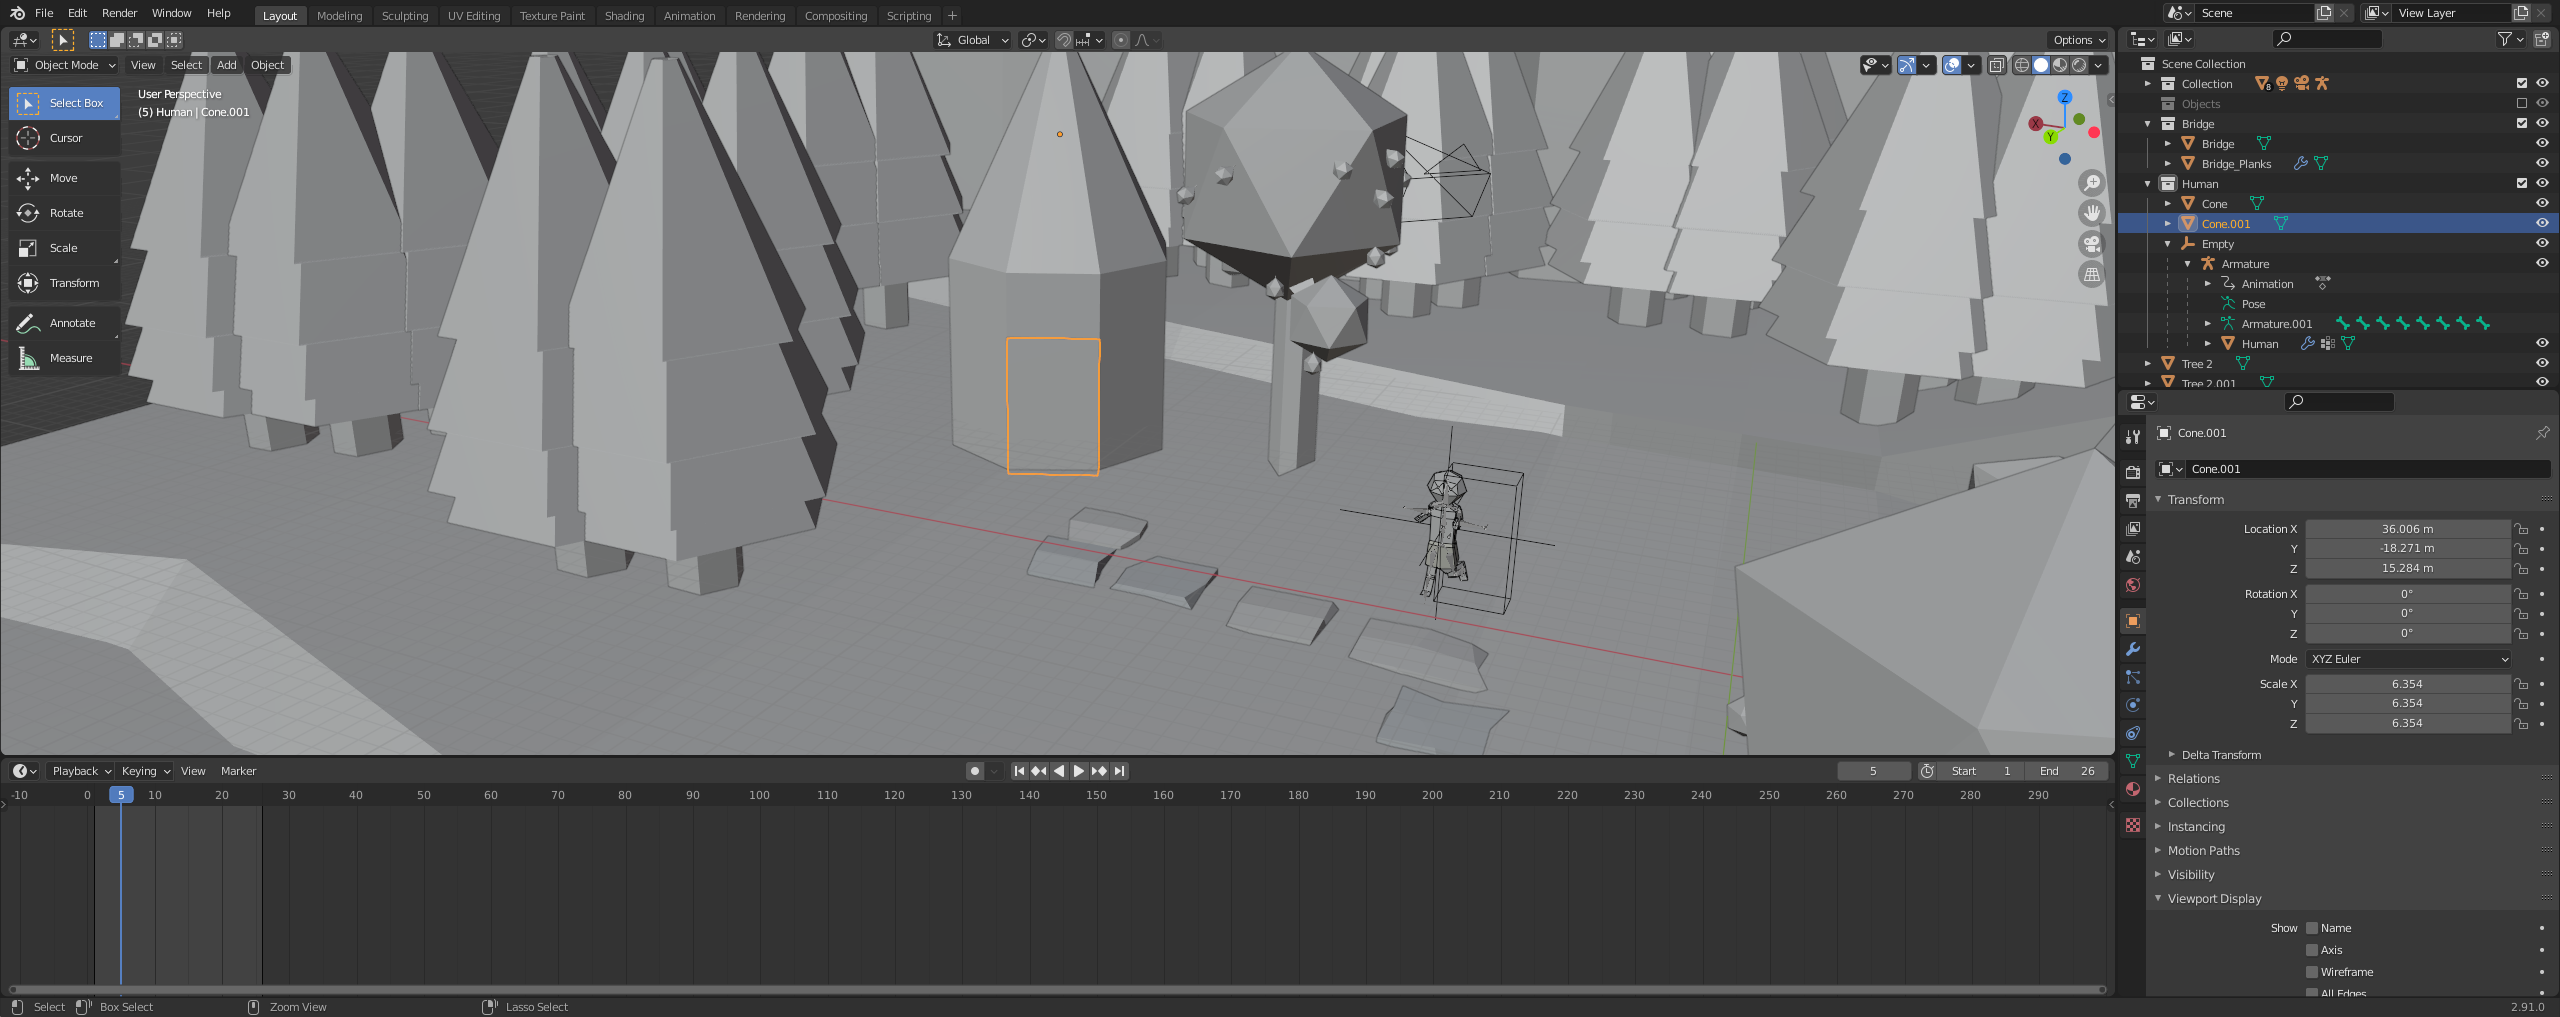 File Edit Render Window Help Layout Modeling Sculpting UV Editing Texture Paint Shading Animation Rendering Compositing Scripting + Scene View Layer
Global Options
Object Mode View Select Add Object
Select Box
Cursor
Move
Rotate
Scale
Transform
Annotate
Measure
User Perspective
(5) Human | Cone.001
Z
X
Y
Scene Collection
Collection 8
Objects
Bridge
Bridge
Bridge_Planks
Human
Cone
Cone.001
Empty
Armature
Animation
Pose
Armature.001
Human
Tree 2
Tree 2.001
Cone.001
Cone.001
Transform
Location X 36.006 m
Y -18.271 m
Z 15.284 m
Rotation X 0°
Y 0°
Z 0°
Mode XYZ Euler
Scale X 6.354
Y 6.354
Z 6.354
Delta Transform
Relations
Collections
Instancing
Motion Paths
Visibility
Viewport Display
Show Name
Axis
Wireframe
All Edges
Playback Keying View Marker 5 Start 1 End 26
-10 0 5 10 20 30 40 50 60 70 80 90 100 110 120 130 140 150 160 170 180 190 200 210 220 230 240 250 260 270 280 290
Select Box Select Zoom View Lasso Select 2.91.0